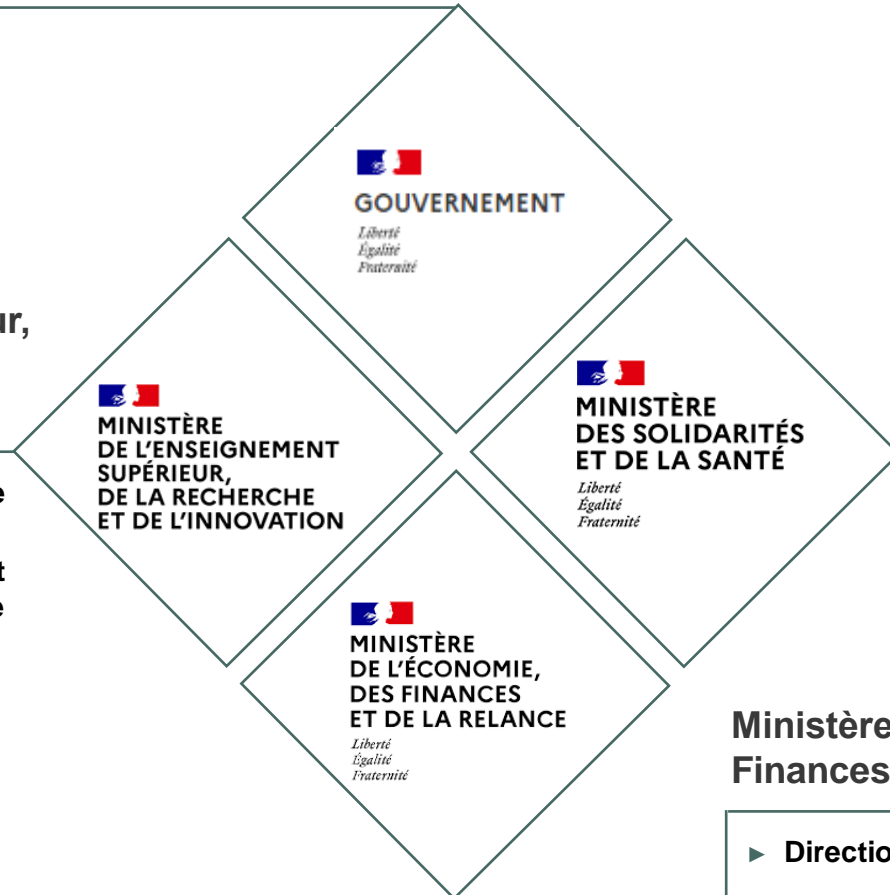 GOUVERNEMENT
Liberté
Égalité
Fraternité
ur,
MINISTÈRE
DE L'ENSEIGNEMENT
SUPÉRIEUR,
DE LA RECHERCHE
ET DE L'INNOVATION
MINISTÈRE
DES SOLIDARITÉS
ET DE LA SANTÉ
Liberté
Égalité
Fraternité
e
t
e
MINISTÈRE
DE L'ÉCONOMIE,
DES FINANCES
ET DE LA RELANCE
Liberté
Égalité
Fraternité
Ministère
Finances
► Directio